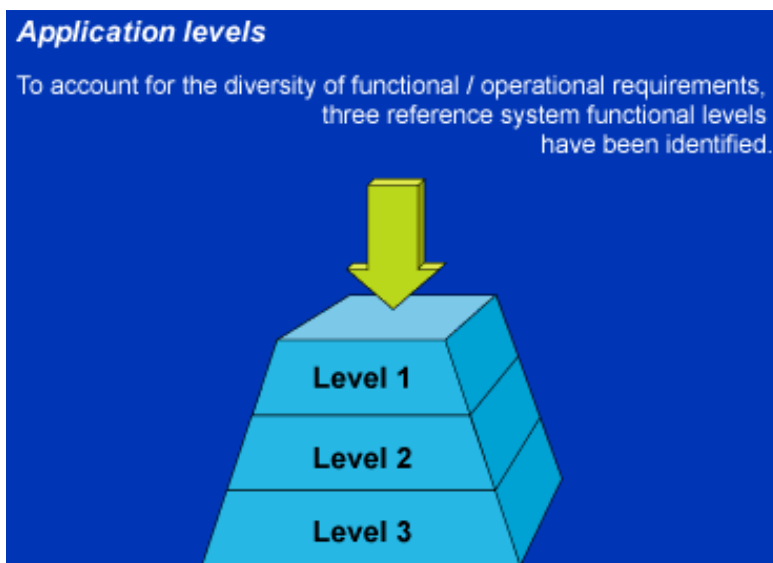 Application levels
To account for the diversity of functional / operational requirements,
three reference system functional levels
have been identified.
Level 1
Level 2
Level 3